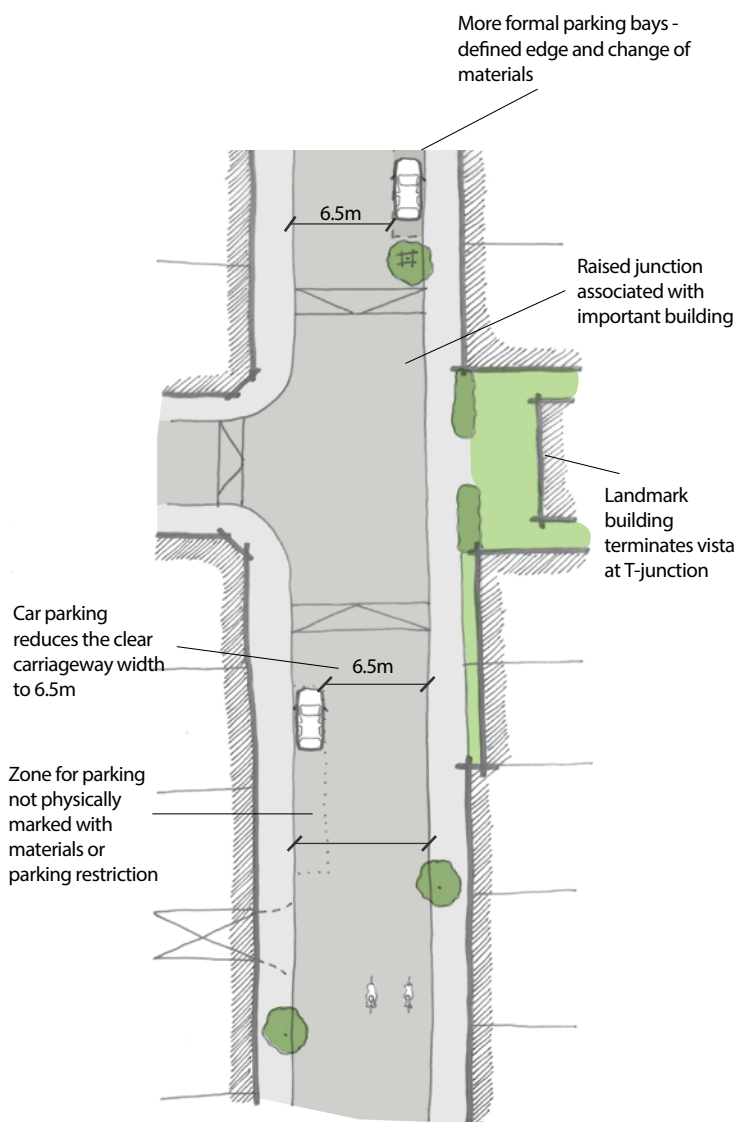 More formal parking bays -
defined edge and change of
materials
6.5m
Raised junction
associated with
important building
Landmark
building
terminates vista
at T-junction
Car parking
reduces the clear
carriageway width
to 6.5m
6.5m
Zone for parking
not physically
marked with
materials or
parking restriction